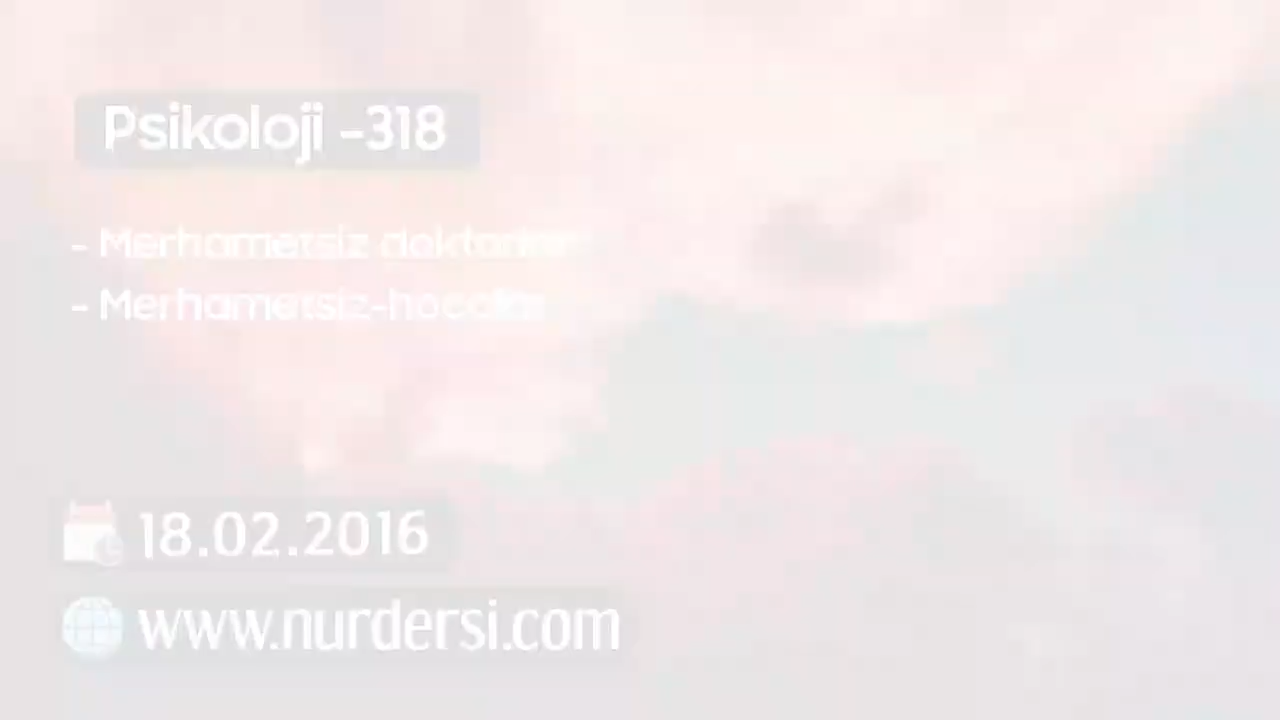 Psikoloji -318
- Merhametsiz doktorlar
- Merhametsiz-hocalar
18.02.2016
www.nurdersi.com